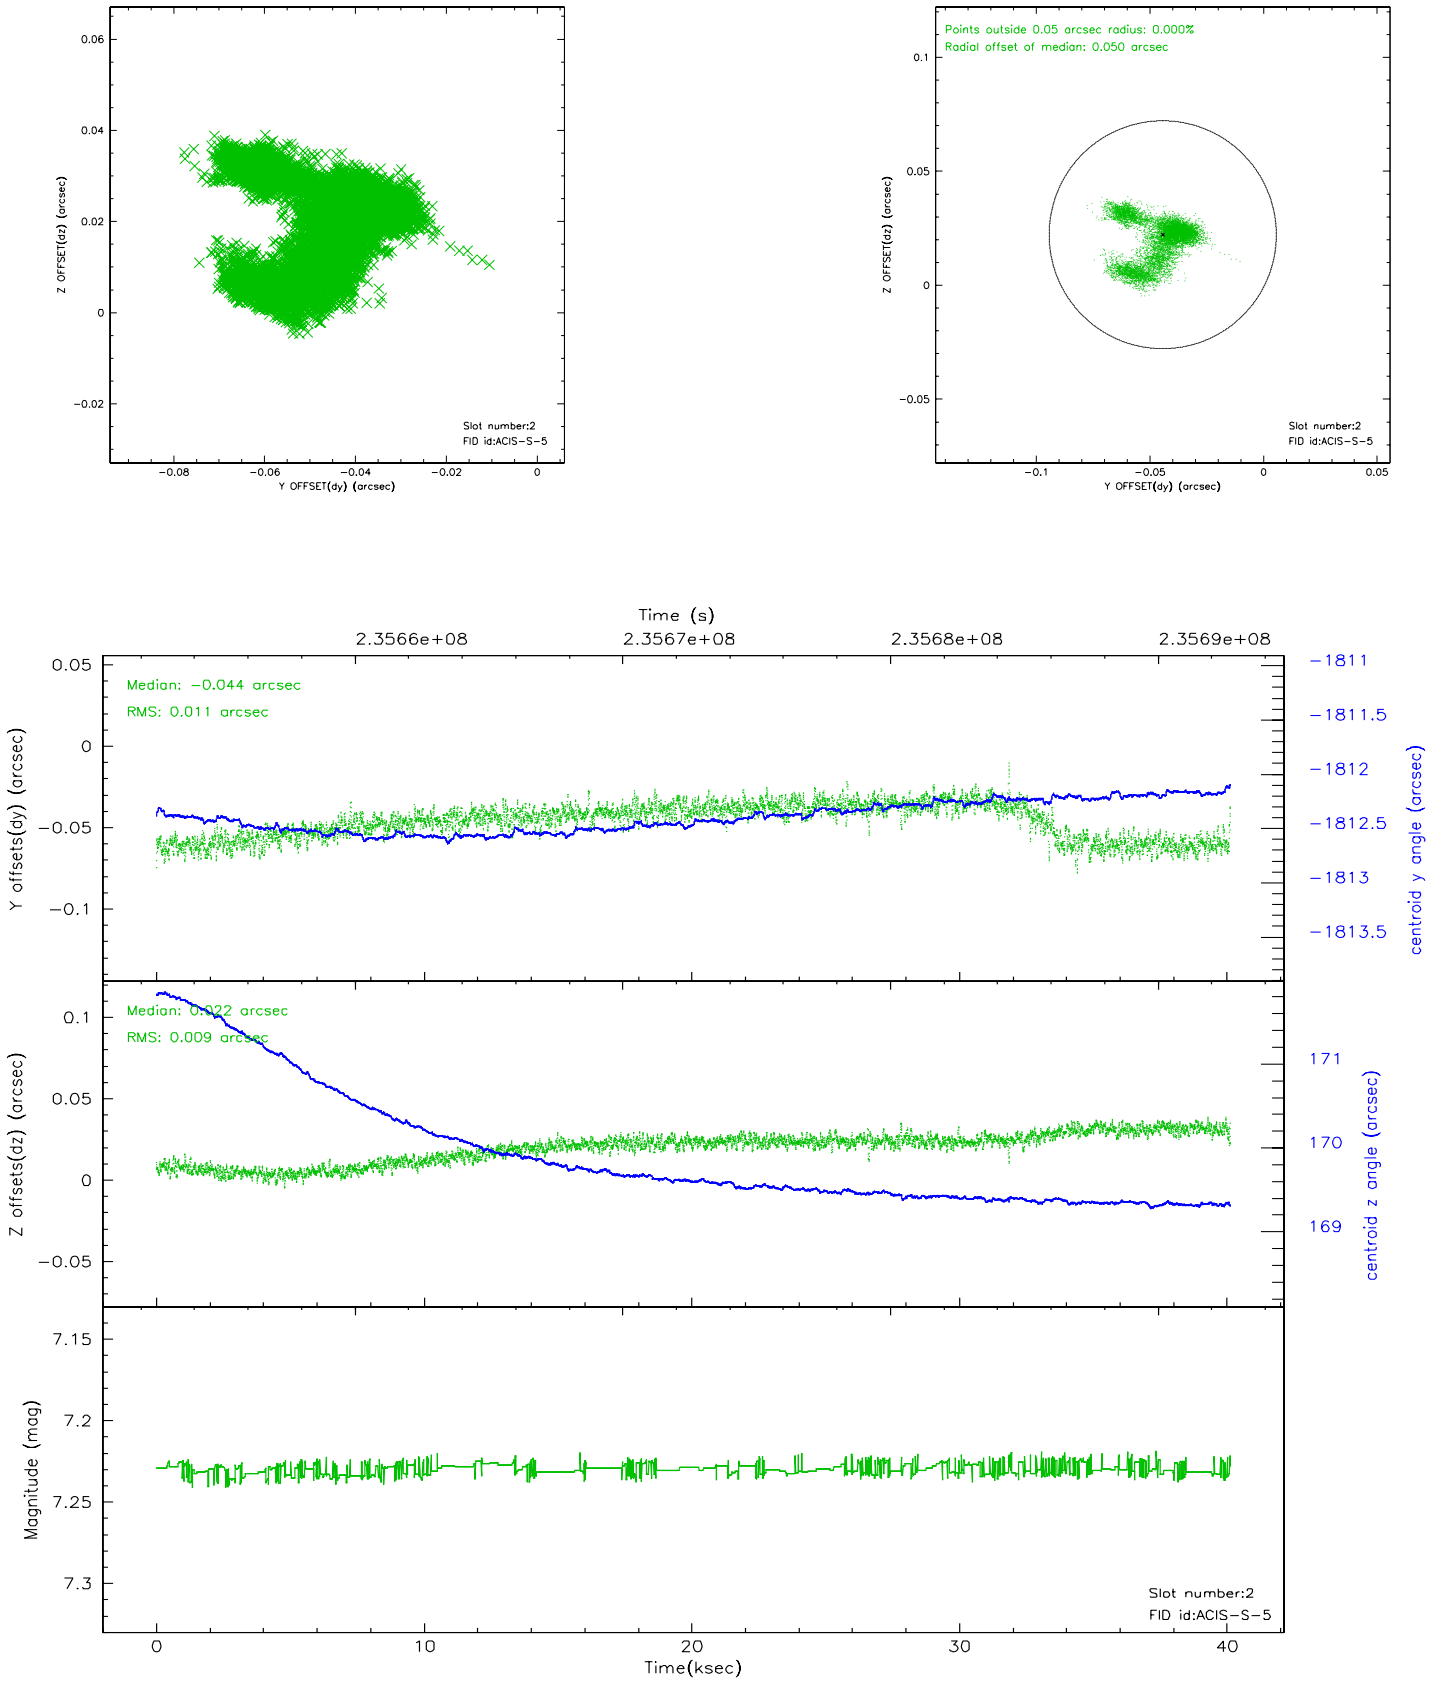 0.06
0.04
0.02
0
−0.02
Z OFFSET(dz) (arcsec)
Slot number:2
FID id:ACIS−S−5
−0.08
−0.06
−0.04
−0.02
0
Y OFFSET(dy) (arcsec)
Points outside 0.05 arcsec radius: 0.000%
Radial offset of median: 0.050 arcsec
0.1
0.05
0
−0.05
Z OFFSET(dz) (arcsec)
Slot number:2
FID id:ACIS−S−5
−0.1
−0.05
0
0.05
Y OFFSET(dy) (arcsec)
Time (s)
2.3566e+08
2.3567e+08
2.3568e+08
2.3569e+08
0.05
0
−0.05
−0.1
Y offsets(dy) (arcsec)
Median: −0.044 arcsec
RMS: 0.011 arcsec
−1811
−1811.5
−1812
−1812.5
−1813
−1813.5
centroid y angle (arcsec)
0.1
0.05
0
−0.05
Z offsets(dz) (arcsec)
Median: 0.022 arcsec
RMS: 0.009 arcsec
171
170
169
centroid z angle (arcsec)
7.15
7.2
7.25
7.3
Magnitude (mag)
Slot number:2
FID id:ACIS−S−5
0
10
20
30
40
Time(ksec)